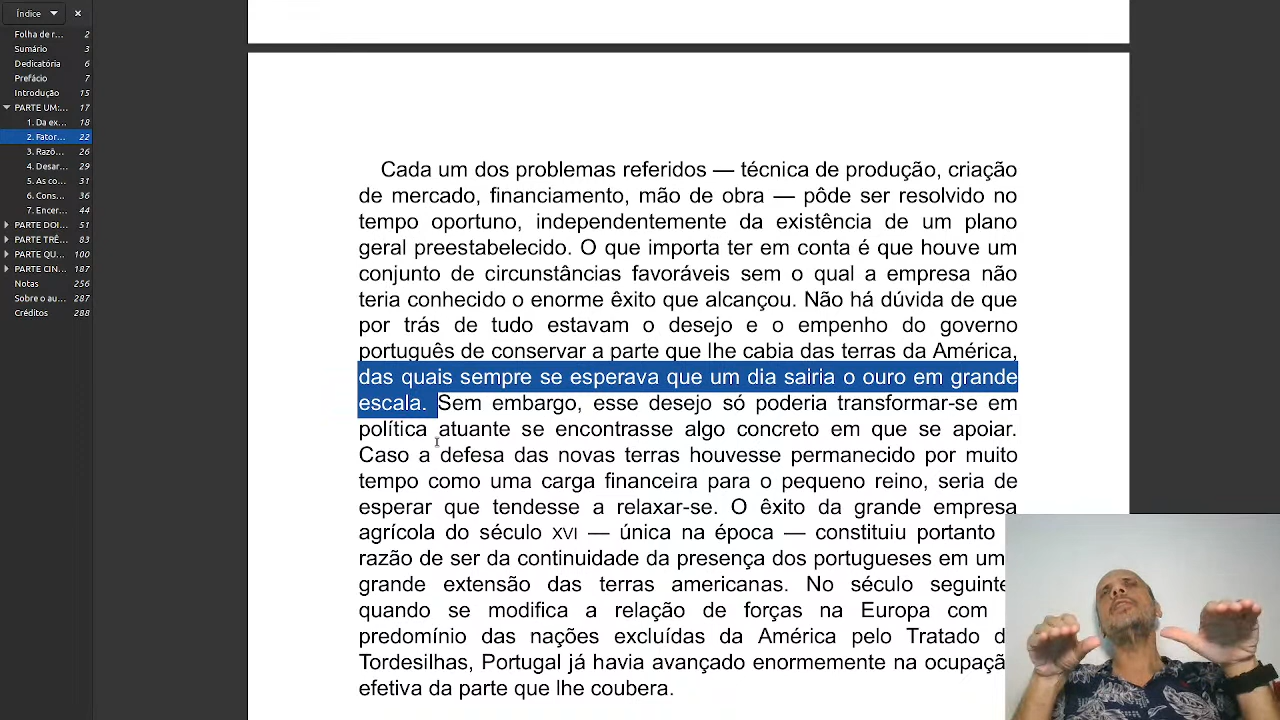 Índice
Folha de r... 2
Sumário 3
Dedicatória 6
Prefácio 7
Introdução 15
PARTE UM:... 17
1. Da ex... 18
2. Fator... 22
3. Razõ... 26
4. Desar... 29
5. As co... 31
6. Cons... 36
7. Encer... 44
PARTE DOI... 51
PARTE TRÊ... 83
PARTE QU... 100
PARTE CIN... 187
Notas 256
Sobre o au... 287
Créditos 288
Cada um dos problemas referidos — técnica de produção, criação
de mercado, financiamento, mão de obra — pôde ser resolvido no
tempo oportuno, independentemente da existência de um plano
geral preestabelecido. O que importa ter em conta é que houve um
conjunto de circunstâncias favoráveis sem o qual a empresa não
teria conhecido o enorme êxito que alcançou. Não há dúvida de que
por trás de tudo estavam o desejo e o empenho do governo
português de conservar a parte que lhe cabia das terras da América,
das quais sempre se esperava que um dia sairia o ouro em grande
escala. Sem embargo, esse desejo só poderia transformar-se em
política atuante se encontrasse algo concreto em que se apoiar.
Caso a defesa das novas terras houvesse permanecido por muito
tempo como uma carga financeira para o pequeno reino, seria de
esperar que tendesse a relaxar-se. O êxito da grande empresa
agrícola do século XVI — única na época — constituiu portanto
razão de ser da continuidade da presença dos portugueses em um
grande extensão das terras americanas. No século seguinte
quando se modifica a relação de forças na Europa com
predomínio das nações excluídas da América pelo Tratado d
Tordesilhas, Portugal já havia avançado enormemente na ocupaçã
efetiva da parte que lhe coubera.